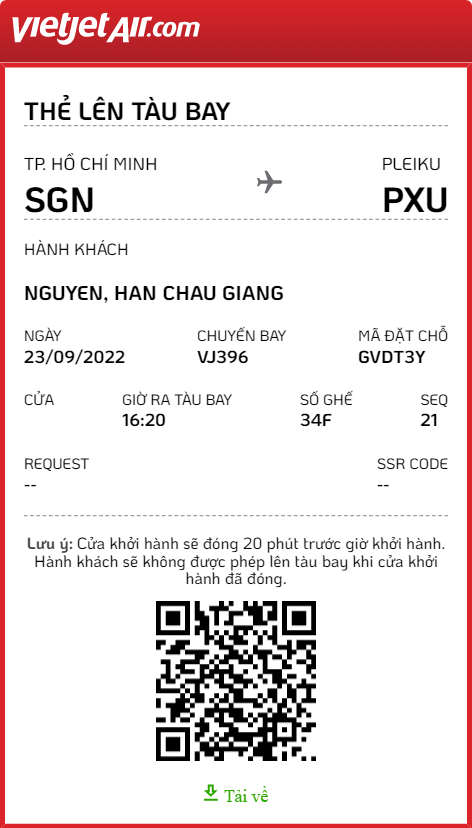 vietjetAir.com
THẺ LÊN TÀU BAY
TP. HỒ CHÍ MINH PLEIKU
SGN PXU
HÀNH KHÁCH
NGUYEN, HAN CHAU GIANG
NGÀY CHUYẾN BAY MÃ ĐẶT CHỖ
23/09/2022 VJ396 GVDT3Y
CỬA GIỜ RA TÀU BAY SỐ GHẾ SEQ
16:20 34F 21
REQUEST SSR CODE
-- --
Lưu ý: Cửa khởi hành sẽ đóng 20 phút trước giờ khởi hành.
Hành khách sẽ không được phép lên tàu bay khi cửa khởi
hành đã đóng.
Tải về